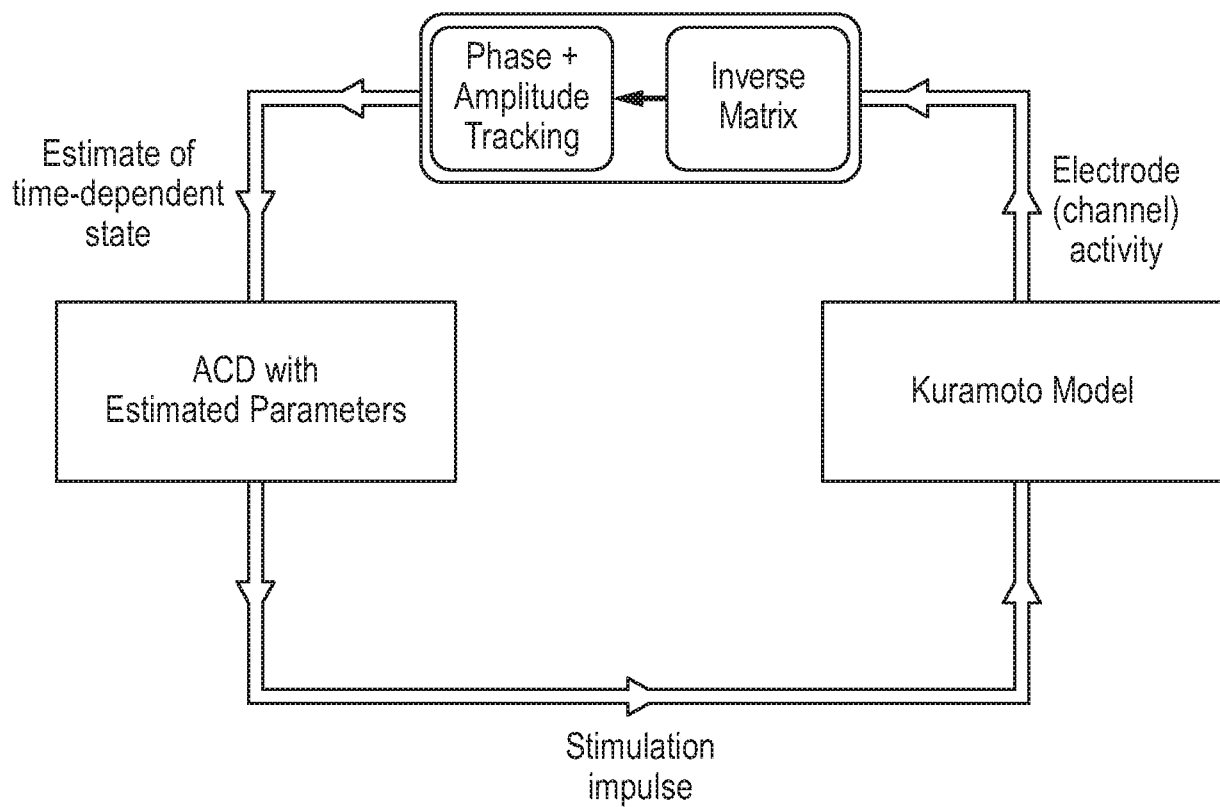 Phase +
Amplitude
Tracking
Inverse
Matrix
Estimate of
time-dependent
state
Electrode
(channel)
activity
ACD with
Estimated Parameters
Kuramoto Model
Stimulation
impulse